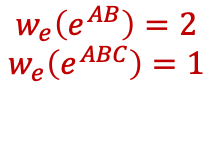 w_e(e^{AB}) = 2
w_e(e^{ABC}) = 1